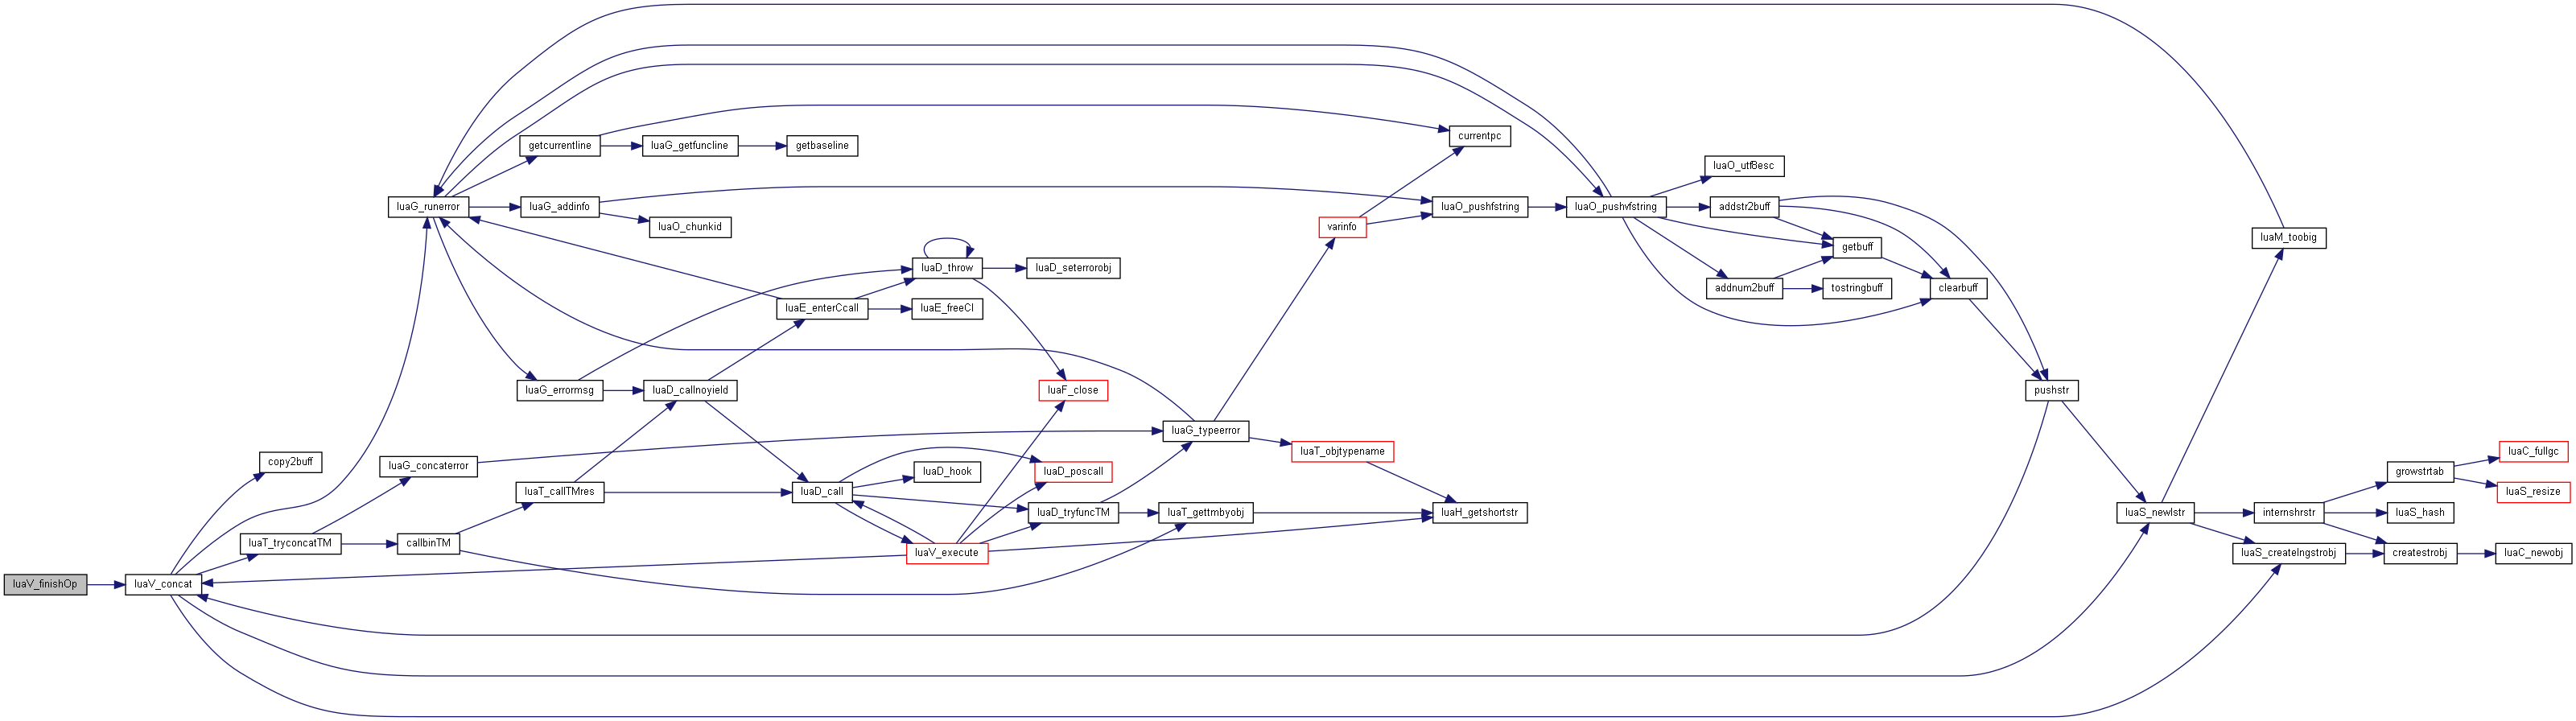 luaM_toobig
currentpc
getcurrentline
luaG_getfuncline
getbaseline
luaO_utf8esc
luaG_runerror
luaG_addinfo
luaO_pushfstring
luaO_pushvfstring
addstr2buff
luaO_chunkid
varinfo
getbuff
luaD_throw
luaD_seterrorobj
addnum2buff
tostringbuff
clearbuff
luaE_enterCcall
luaE_freeCI
luaG_errormsg
luaD_callnoyield
luaF_close
pushstr
luaG_typeerror
luaT_objtypename
luaC_fullgc
copy2buff
luaG_concaterror
luaD_hook
luaD_poscall
growstrtab
luaT_callTMres
luaD_call
luaS_resize
luaD_tryfuncTM
luaT_gettmbyobj
luaH_getshortstr
luaS_newlstr
internshrstr
luaS_hash
luaT_tryconcatTM
callbinTM
luaV_execute
luaS_createlngstrobj
createstrobj
luaC_newobj
luaV_finishOp
luaV_concat